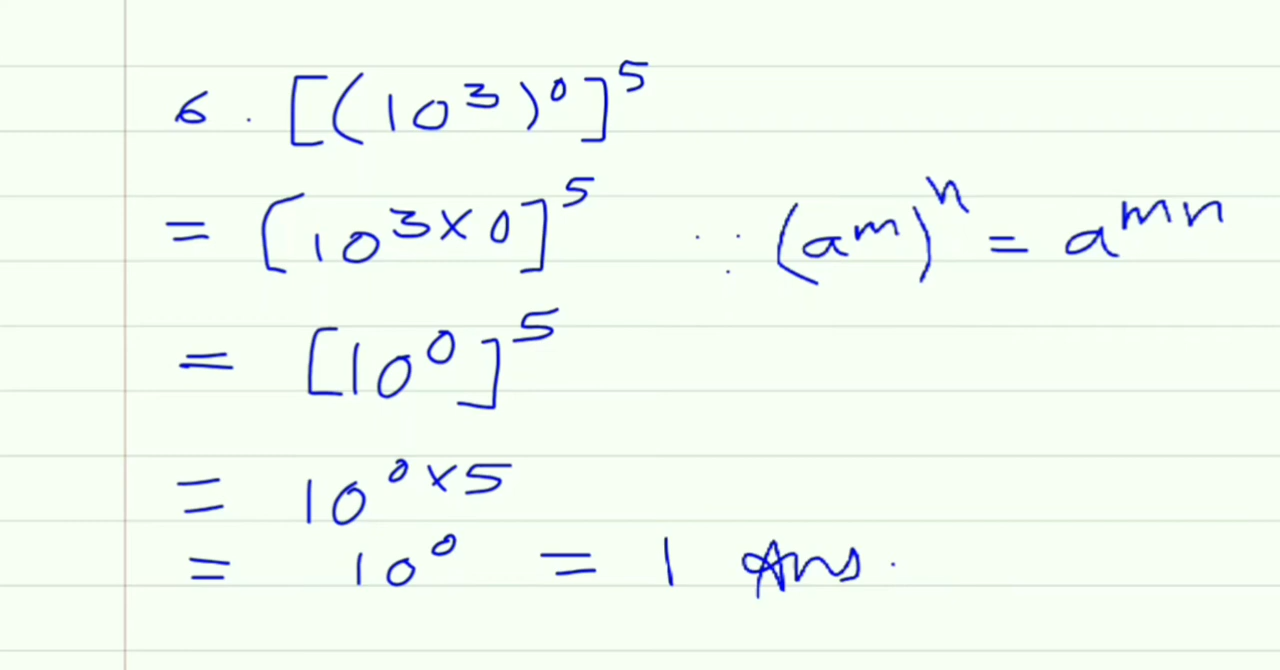 6. [(10³)⁰]⁵
= [10³ˣ⁰]⁵ ∵ (aᵐ)ⁿ = aᵐⁿ
= [10⁰]⁵
= 10⁰ˣ⁵
= 10⁰ = 1 Ans.